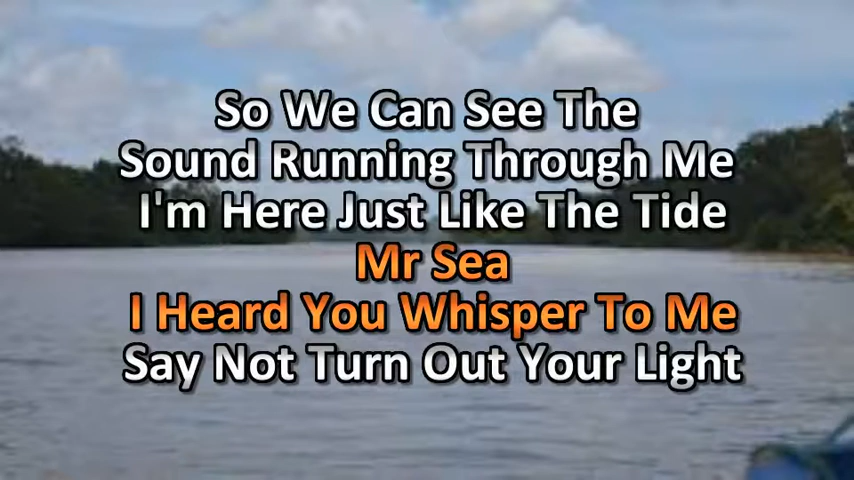 So We Can See The
Sound Running Through Me
I'm Here Just Like The Tide
Mr Sea
I Heard You Whisper To Me
Say Not Turn Out Your Light